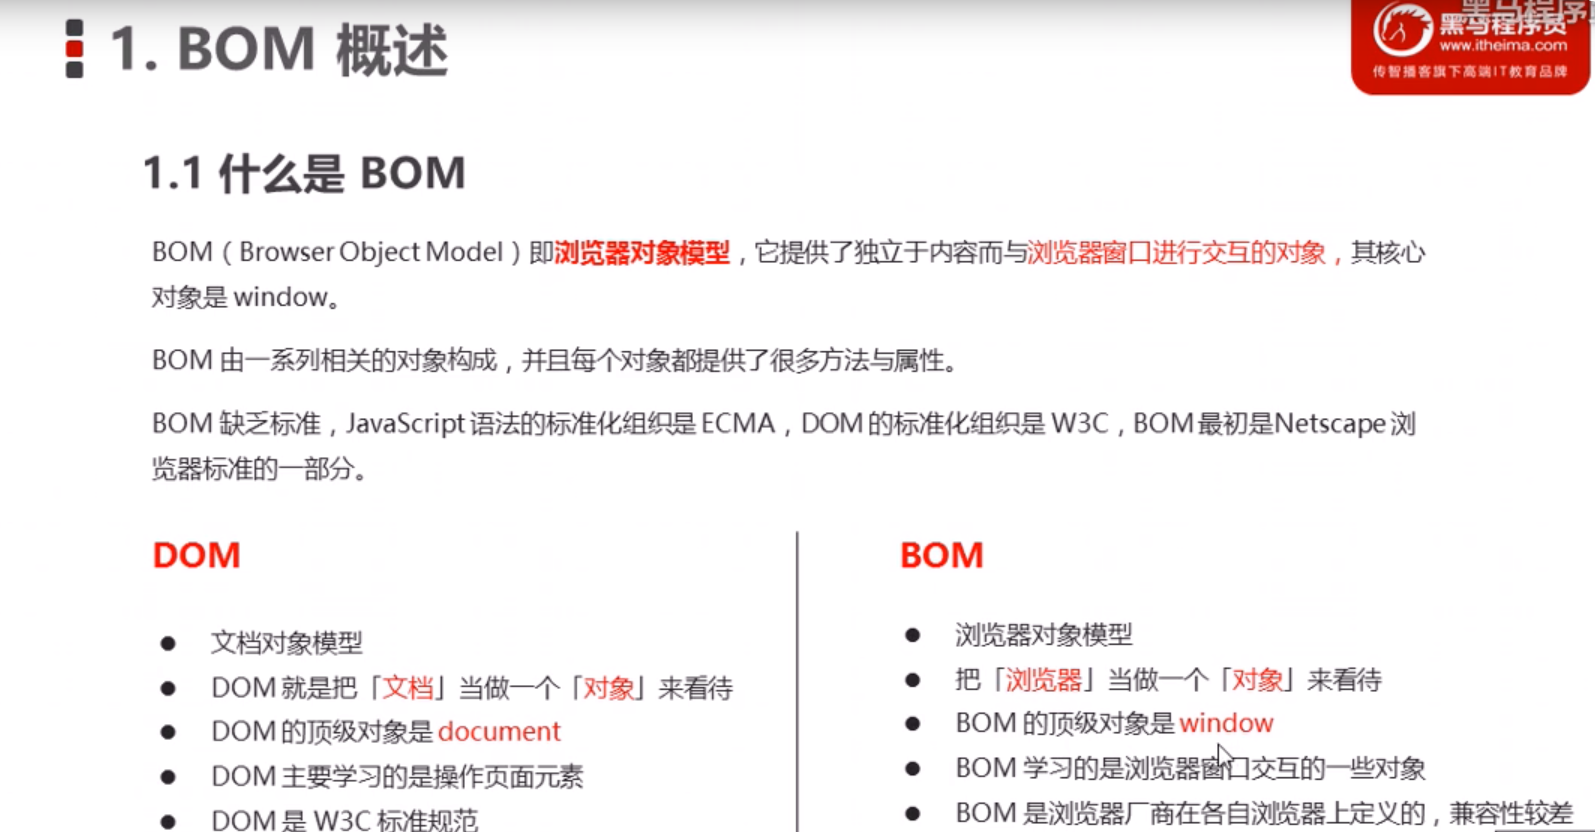 1. BOM 概述
黑马程序员
www.itheima.com
传智播客旗下高端IT教育品牌
黑马程序
1.1 什么是 BOM
BOM（Browser Object Model）即浏览器对象模型，它提供了独立于内容而与浏览器窗口进行交互的对象，其核心
对象是 window。
BOM 由一系列相关的对象构成，并且每个对象都提供了很多方法与属性。
BOM 缺乏标准，JavaScript 语法的标准化组织是 ECMA，DOM 的标准化组织是 W3C，BOM 最初是Netscape 浏
览器标准的一部分。
DOM
● 文档对象模型
● DOM 就是把「文档」当做一个「对象」来看待
● DOM 的顶级对象是 document
● DOM 主要学习的是操作页面元素
● DOM 是 W3C 标准规范
BOM
● 浏览器对象模型
● 把「浏览器」当做一个「对象」来看待
● BOM 的顶级对象是 window
● BOM 学习的是浏览器窗口交互的一些对象
● BOM 是浏览器厂商在各自浏览器上定义的，兼容性较差